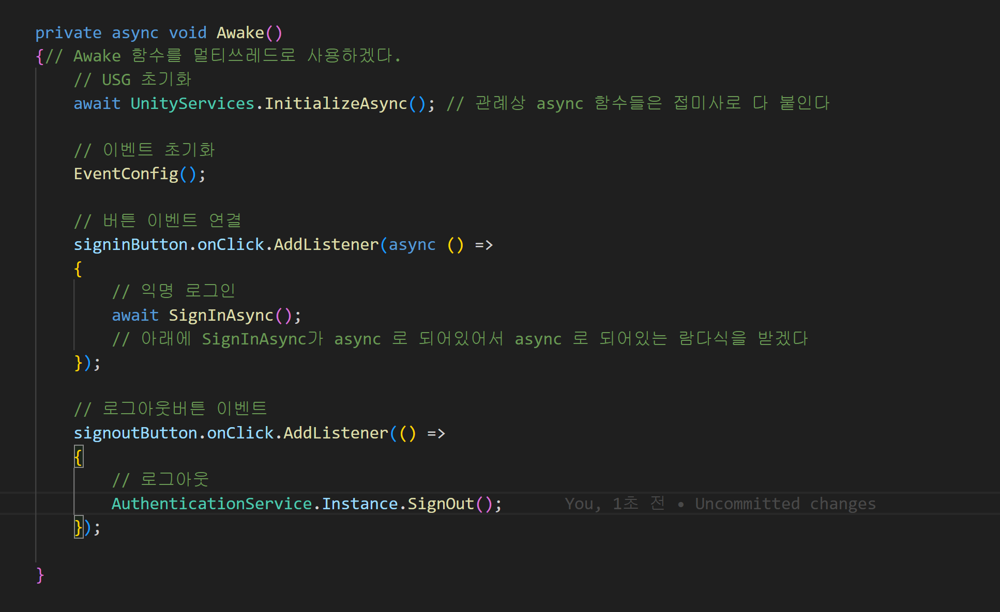 private async void Awake()
{// Awake 함수를 멀티쓰레드로 사용하겠다.
// USG 초기화
await UnityServices.InitializeAsync(); // 관례상 async 함수들은 접미사로 다 붙인다
// 이벤트 초기화
EventConfig();
// 버튼 이벤트 연결
signinButton.onClick.AddListener(async () =>
{
// 익명 로그인
await SignInAsync();
// 아래에 SignInAsync가 async 로 되어있어서 async 로 되어있는 람다식을 받겠다
});
// 로그아웃버튼 이벤트
signoutButton.onClick.AddListener(() =>
{
// 로그아웃
AuthenticationService.Instance.SignOut(); You, 1초 전 • Uncommitted changes
});
}